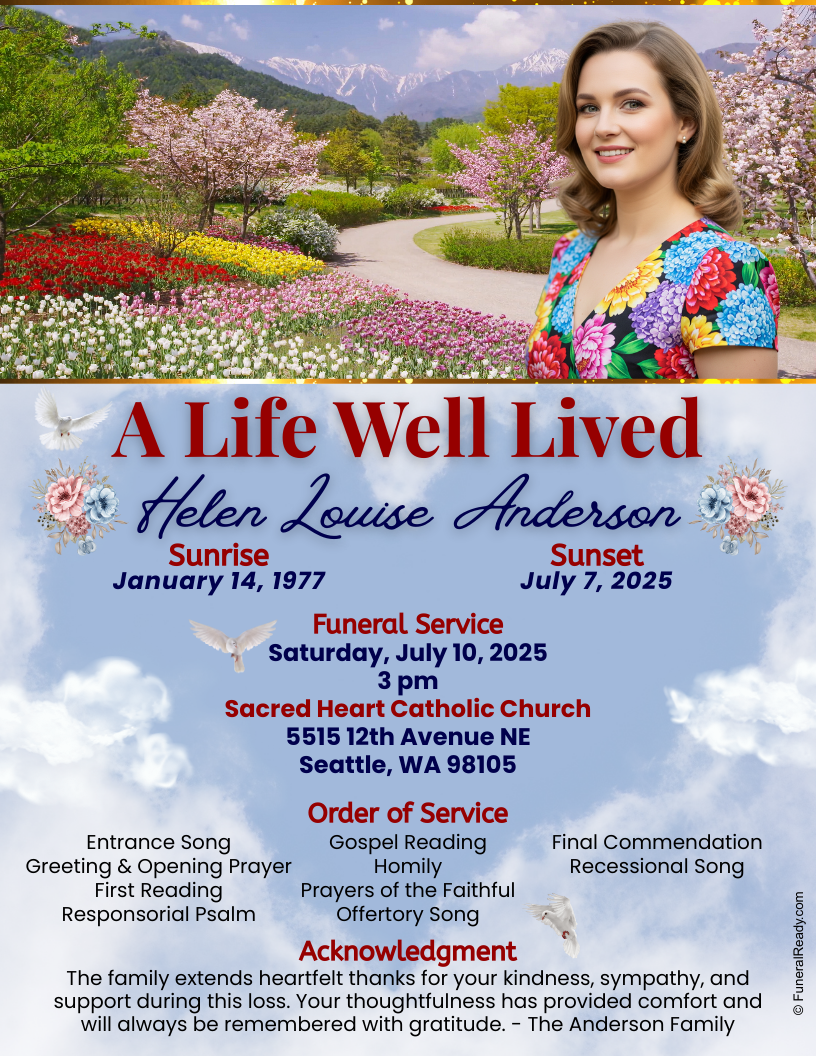 A Life Well Lived
Helen Louise Anderson
Sunrise
January 14, 1977
Sunset
July 7, 2025
Funeral Service
Saturday, July 10, 2025
3 pm
Sacred Heart Catholic Church
5515 12th Avenue NE
Seattle, WA 98105
Order of Service
Entrance Song
Greeting & Opening Prayer
First Reading
Responsorial Psalm
Gospel Reading
Homily
Prayers of the Faithful
Offertory Song
Final Commendation
Recessional Song
Acknowledgment
The family extends heartfelt thanks for your kindness, sympathy, and
support during this loss. Your thoughtfulness has provided comfort and
will always be remembered with gratitude. - The Anderson Family
© FuneralReady.com